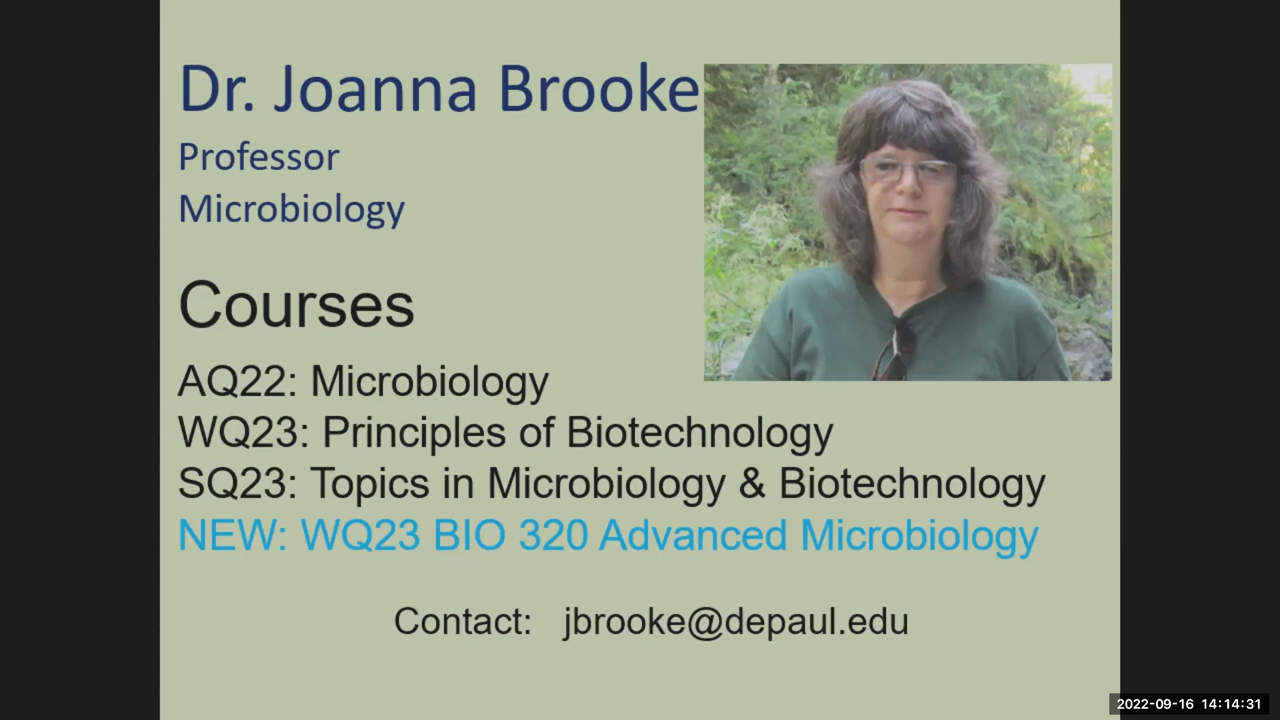 Dr. Joanna Brooke
Professor
Microbiology
Courses
AQ22: Microbiology
WQ23: Principles of Biotechnology
SQ23: Topics in Microbiology & Biotechnology
NEW: WQ23 BIO 320 Advanced Microbiology
Contact: jbrooke@depaul.edu
2022-09-16 14:14:31